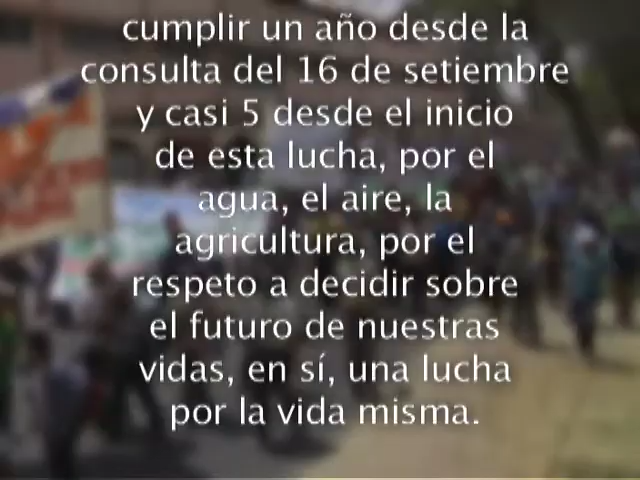 cumplir un año desde la
consulta del 16 de setiembre
y casi 5 desde el inicio
de esta lucha, por el
agua, el aire, la
agricultura, por el
respeto a decidir sobre
el futuro de nuestras
vidas, en sí, una lucha
por la vida misma.